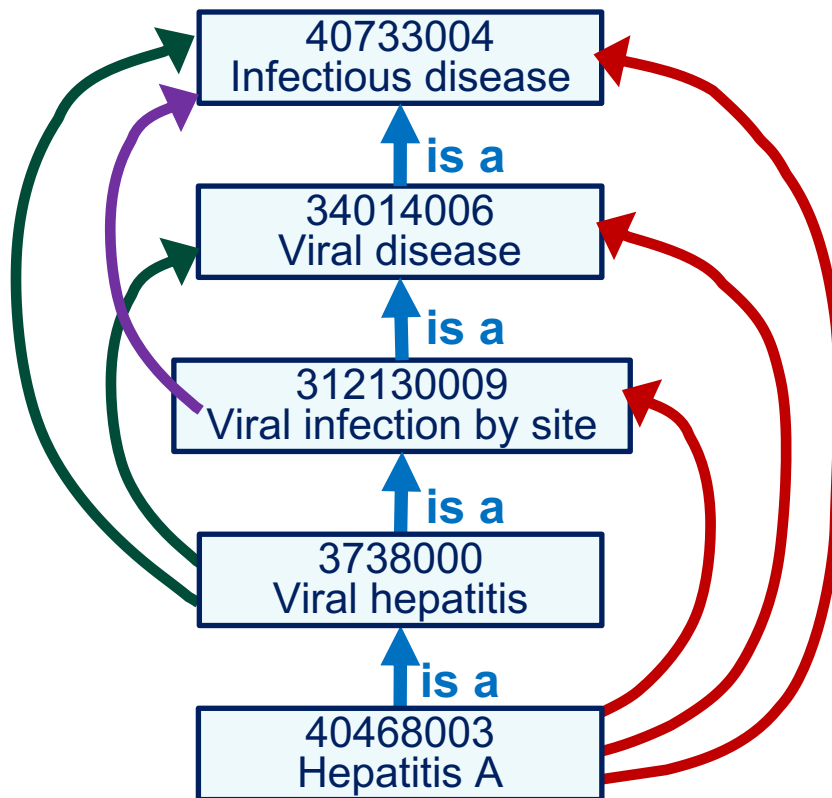 40733004
Infectious disease
is a
34014006
Viral disease
is a
312130009
Viral infection by site
is a
3738000
Viral hepatitis
is a
40468003
Hepatitis A